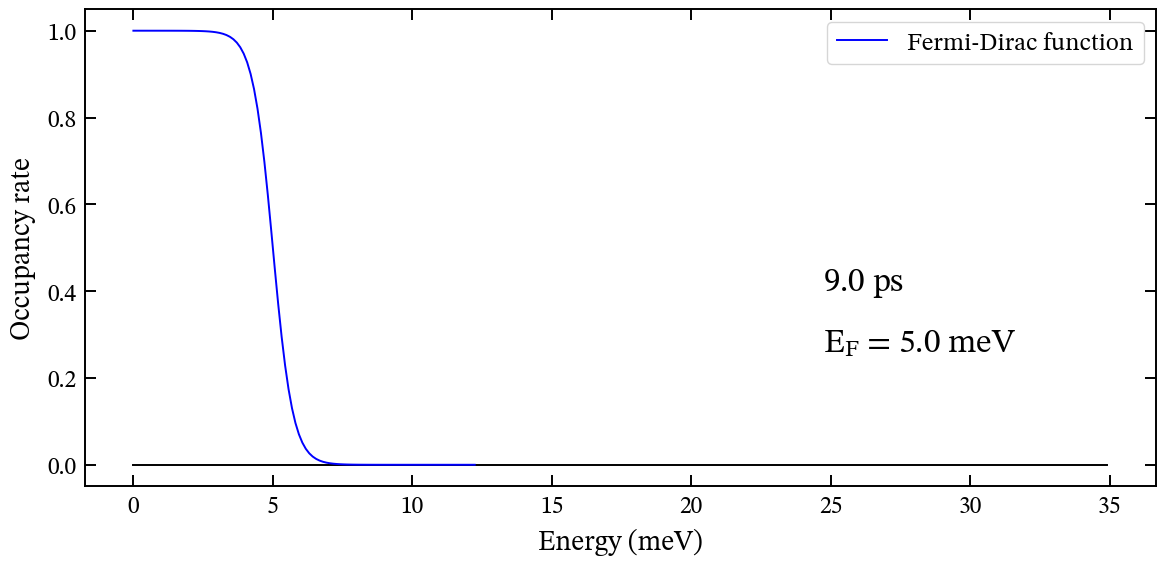 1.0
0.8
0.6
0.4
0.2
0.0
Occupancy rate
Fermi-Dirac function
9.0 ps
E_F = 5.0 meV
0 5 10 15 20 25 30 35
Energy (meV)